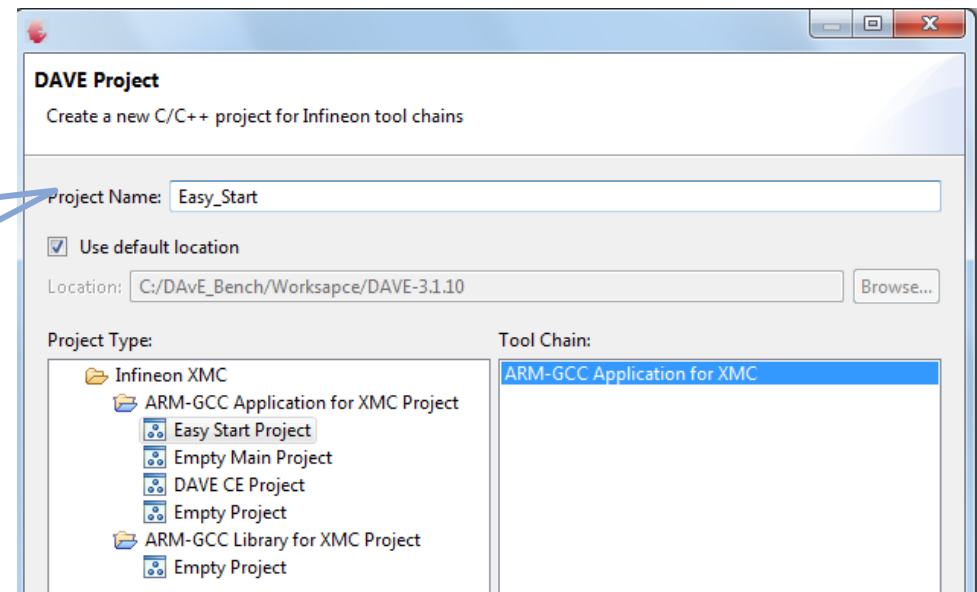 DAVE Project
Create a new C/C++ project for Infineon tool chains
Project Name: Easy_Start
Use default location
Location: C:/DAvE_Bench/Worksapce/DAVE-3.1.10 Browse...
Project Type: Tool Chain:
Infineon XMC ARM-GCC Application for XMC
ARM-GCC Application for XMC Project
Easy Start Project
Empty Main Project
DAVE CE Project
Empty Project
ARM-GCC Library for XMC Project
Empty Project